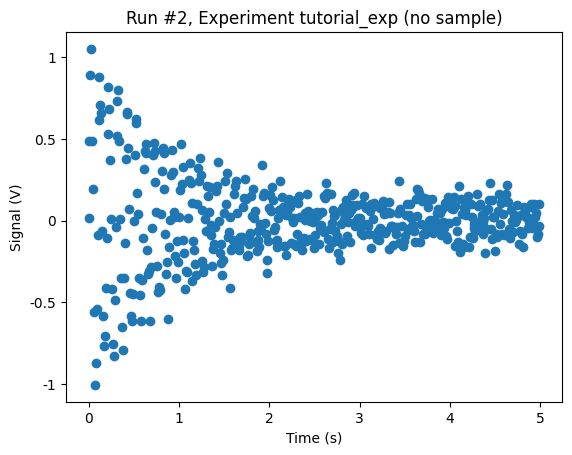 Run #2, Experiment tutorial_exp (no sample)
1
0.5
0
-0.5
-1
Signal (V)
0 1 2 3 4 5
Time (s)